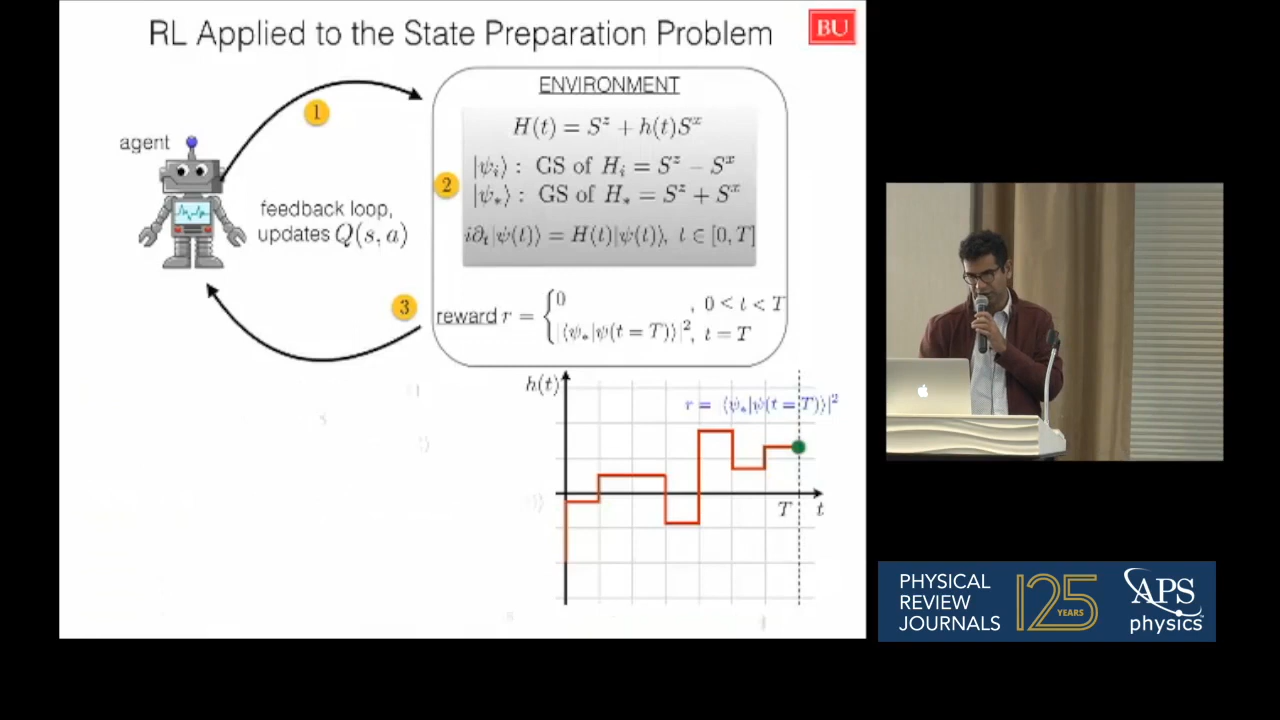 RL Applied to the State Preparation Problem
BU
ENVIRONMENT
1
H(t) = S^z + h(t)S^x
agent
|ψ_i⟩ : GS of H_i = S^z − S^x
2
|ψ_*⟩ : GS of H_* = S^z + S^x
feedback loop,
updates Q(s, a)
i∂_t|ψ(t)⟩ = H(t)|ψ(t)⟩, t ∈ [0, T]
3
reward r = { 0 , 0 < t < T
|⟨ψ_*|ψ(t = T)⟩|^2, t = T
h(t)
r = |⟨ψ_*|ψ(t = T)⟩|^2
T
t
PHYSICAL
REVIEW
JOURNALS
125
YEARS
APS
physics